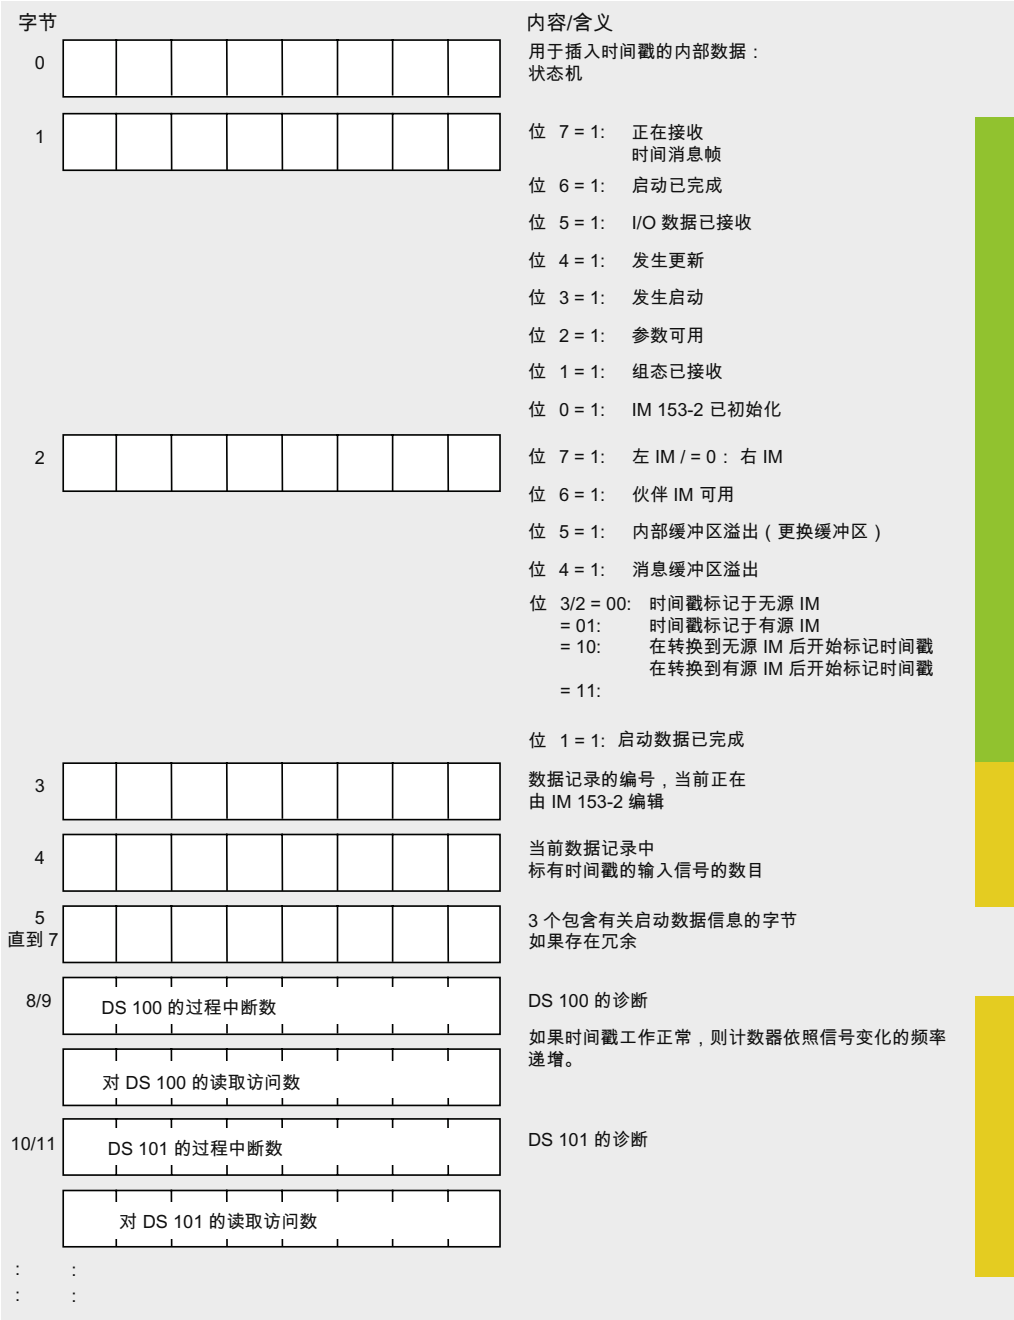 字节
内容/含义
0
用于插入时间戳的内部数据：
状态机
1
位 7 = 1: 正在接收
时间消息帧
位 6 = 1: 启动已完成
位 5 = 1: I/O 数据已接收
位 4 = 1: 发生更新
位 3 = 1: 发生启动
位 2 = 1: 参数可用
位 1 = 1: 组态已接收
位 0 = 1: IM 153-2 已初始化
2
位 7 = 1: 左 IM / = 0： 右 IM
位 6 = 1: 伙伴 IM 可用
位 5 = 1: 内部缓冲区溢出（更换缓冲区）
位 4 = 1: 消息缓冲区溢出
位 3/2 = 00: 时间戳标记于无源 IM
= 01: 时间戳标记于有源 IM
= 10: 在转换到无源 IM 后开始标记时间戳
在转换到有源 IM 后开始标记时间戳
= 11:
位 1 = 1: 启动数据已完成
3
数据记录的编号，当前正在
由 IM 153-2 编辑
4
当前数据记录中
标有时间戳的输入信号的数目
5
直到 7
3 个包含有关启动数据信息的字节
如果存在冗余
8/9
DS 100 的过程中断数
DS 100 的诊断
如果时间戳工作正常，则计数器依照信号变化的频率
递增。
对 DS 100 的读取访问数
10/11
DS 101 的过程中断数
DS 101 的诊断
对 DS 101 的读取访问数
: :
: :